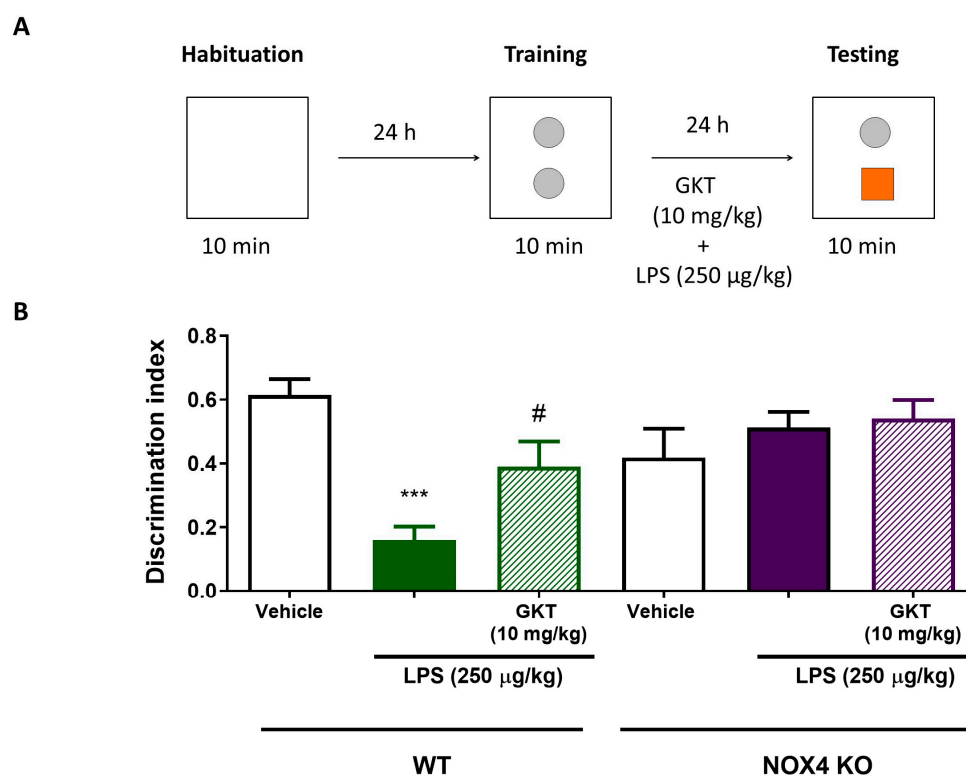 A
Habituation
Training
Testing
24 h
24 h
GKT
(10 mg/kg)
+
LPS (250 µg/kg)
10 min
10 min
10 min
B
Discrimination index
0.8
0.6
0.4
0.2
0.0
***
#
Vehicle
GKT
(10 mg/kg)
Vehicle
GKT
(10 mg/kg)
LPS (250 µg/kg)
LPS (250 µg/kg)
WT
NOX4 KO